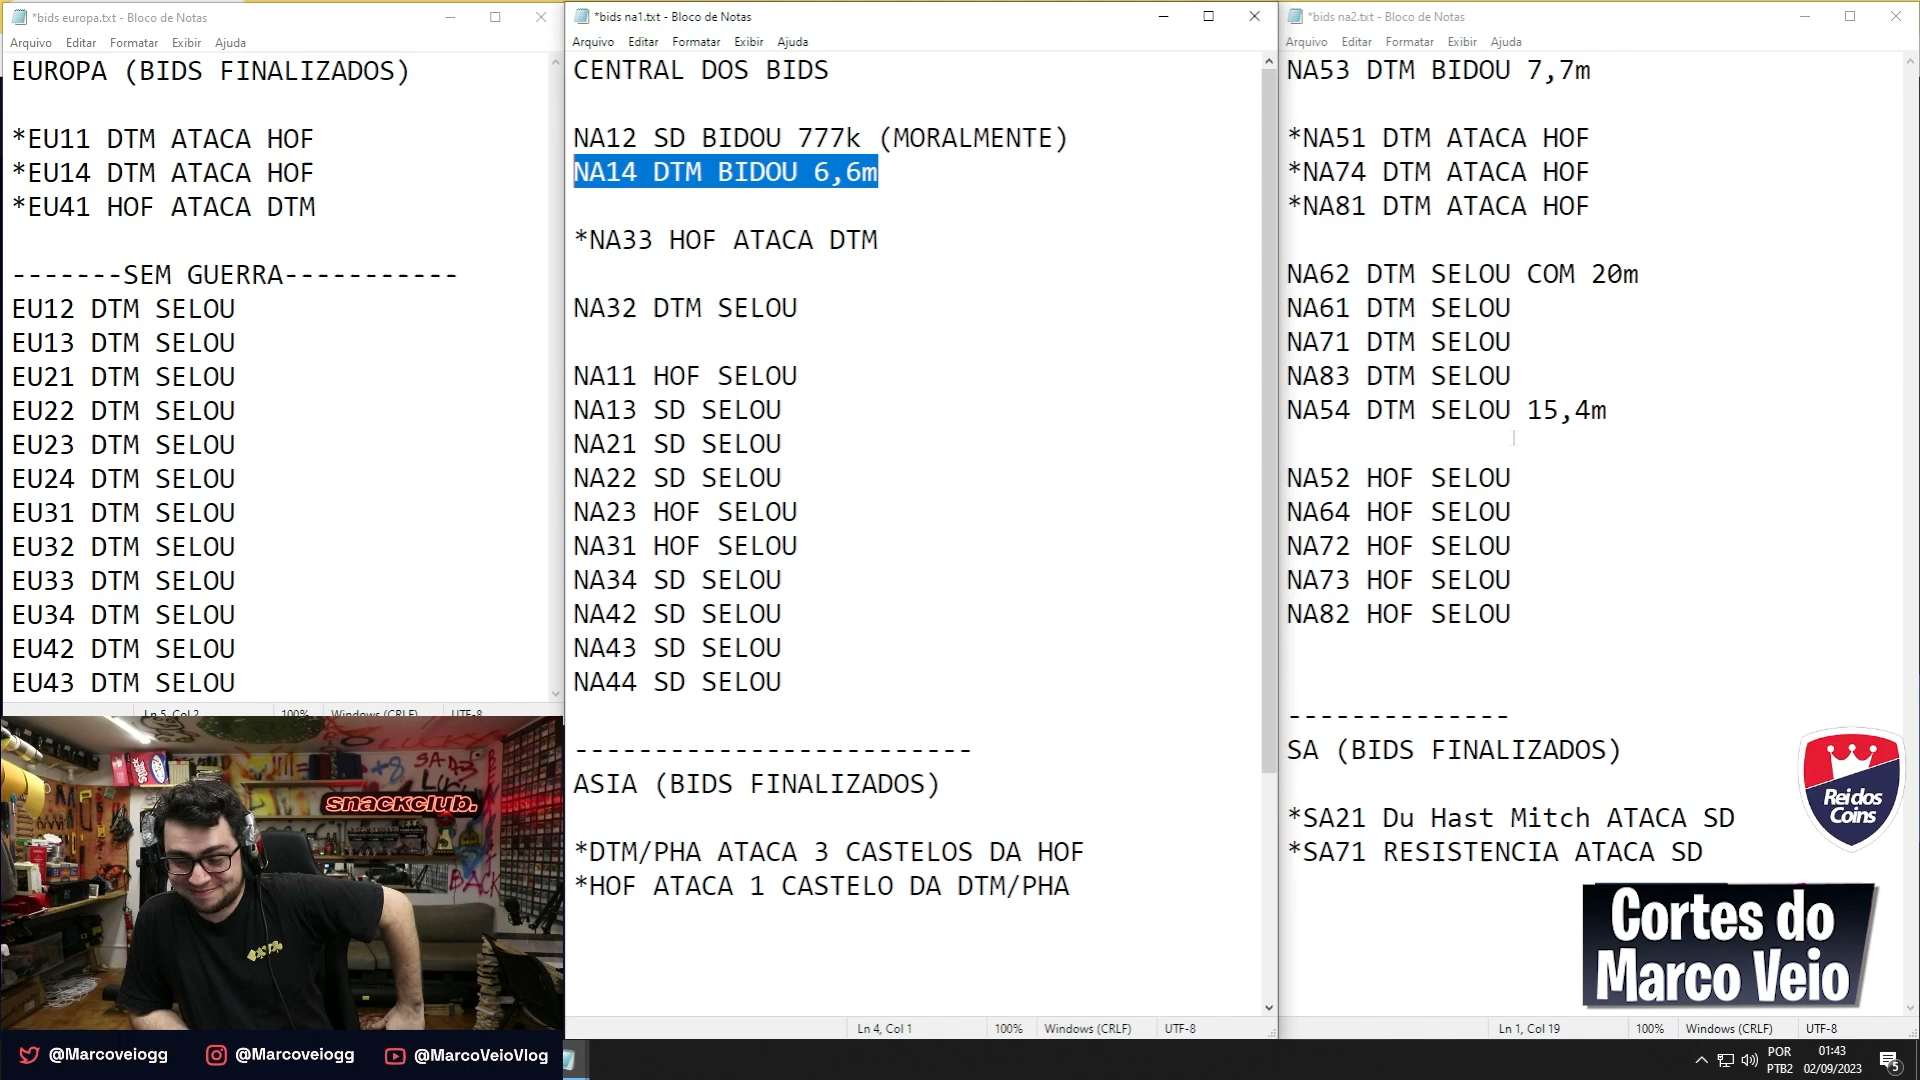 *bids europa.txt - Bloco de Notas
Arquivo Editar Formatar Exibir Ajuda
EUROPA (BIDS FINALIZADOS)
*EU11 DTM ATACA HOF
*EU14 DTM ATACA HOF
*EU41 HOF ATACA DTM
-------SEM GUERRA-----------
EU12 DTM SELOU
EU13 DTM SELOU
EU21 DTM SELOU
EU22 DTM SELOU
EU23 DTM SELOU
EU24 DTM SELOU
EU31 DTM SELOU
EU32 DTM SELOU
EU33 DTM SELOU
EU34 DTM SELOU
EU42 DTM SELOU
EU43 DTM SELOU
Ln 5, Col 2 100% Windows (CRLF) UTF-8
*bids na1.txt - Bloco de Notas
Arquivo Editar Formatar Exibir Ajuda
CENTRAL DOS BIDS
NA12 SD BIDOU 777k (MORALMENTE)
NA14 DTM BIDOU 6,6m
*NA33 HOF ATACA DTM
NA32 DTM SELOU
NA11 HOF SELOU
NA13 SD SELOU
NA21 SD SELOU
NA22 SD SELOU
NA23 HOF SELOU
NA31 HOF SELOU
NA34 SD SELOU
NA42 SD SELOU
NA43 SD SELOU
NA44 SD SELOU
-------------------------
ASIA (BIDS FINALIZADOS)
*DTM/PHA ATACA 3 CASTELOS DA HOF
*HOF ATACA 1 CASTELO DA DTM/PHA
Ln 4, Col 1 100% Windows (CRLF) UTF-8
*bids na2.txt - Bloco de Notas
Arquivo Editar Formatar Exibir Ajuda
NA53 DTM BIDOU 7,7m
*NA51 DTM ATACA HOF
*NA74 DTM ATACA HOF
*NA81 DTM ATACA HOF
NA62 DTM SELOU COM 20m
NA61 DTM SELOU
NA71 DTM SELOU
NA83 DTM SELOU
NA54 DTM SELOU 15,4m
NA52 HOF SELOU
NA64 HOF SELOU
NA72 HOF SELOU
NA73 HOF SELOU
NA82 HOF SELOU
--------------
SA (BIDS FINALIZADOS)
*SA21 Du Hast Mitch ATACA SD
*SA71 RESISTENCIA ATACA SD
Ln 1, Col 19 100% Windows (CRLF) UTF-8
Rei dos
Coins
Cortes do
Marco Veio
snackclub.
@Marcoveiogg @Marcoveiogg @MarcoVeioVlog
POR
PTB2
01:43
02/09/2023
5